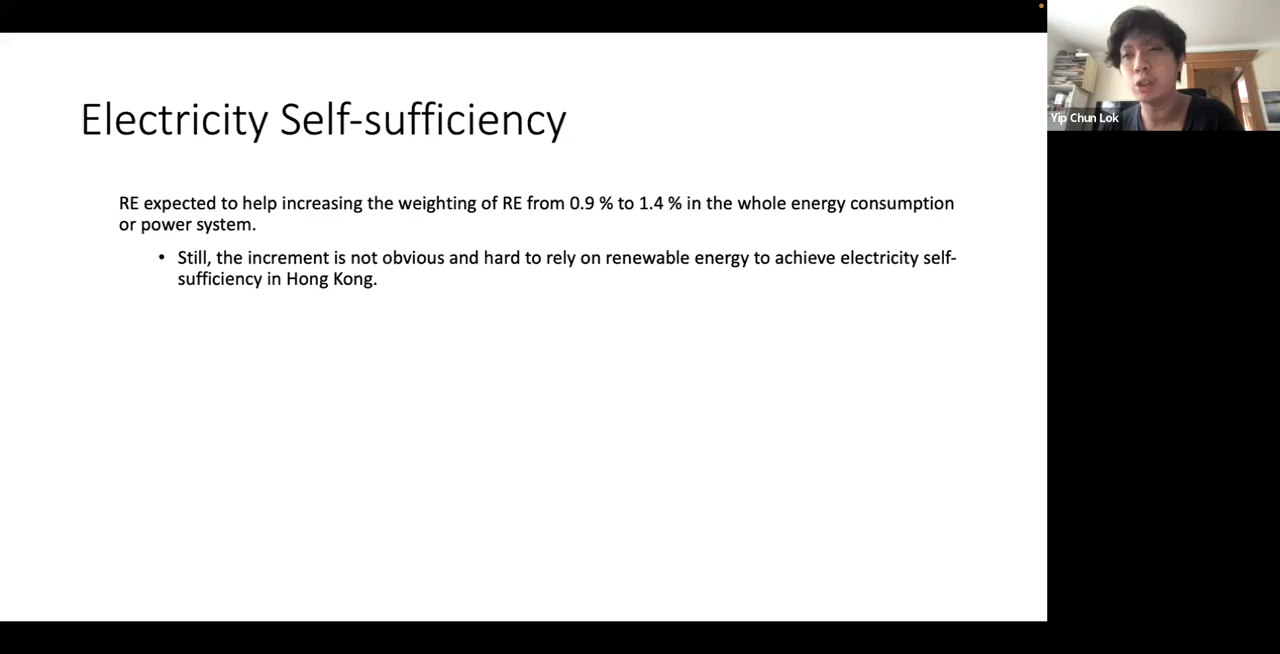 Electricity Self-sufficiency
RE expected to help increasing the weighting of RE from 0.9 % to 1.4 % in the whole energy consumption
or power system.
• Still, the increment is not obvious and hard to rely on renewable energy to achieve electricity self-
sufficiency in Hong Kong.
Yip Chun Lok